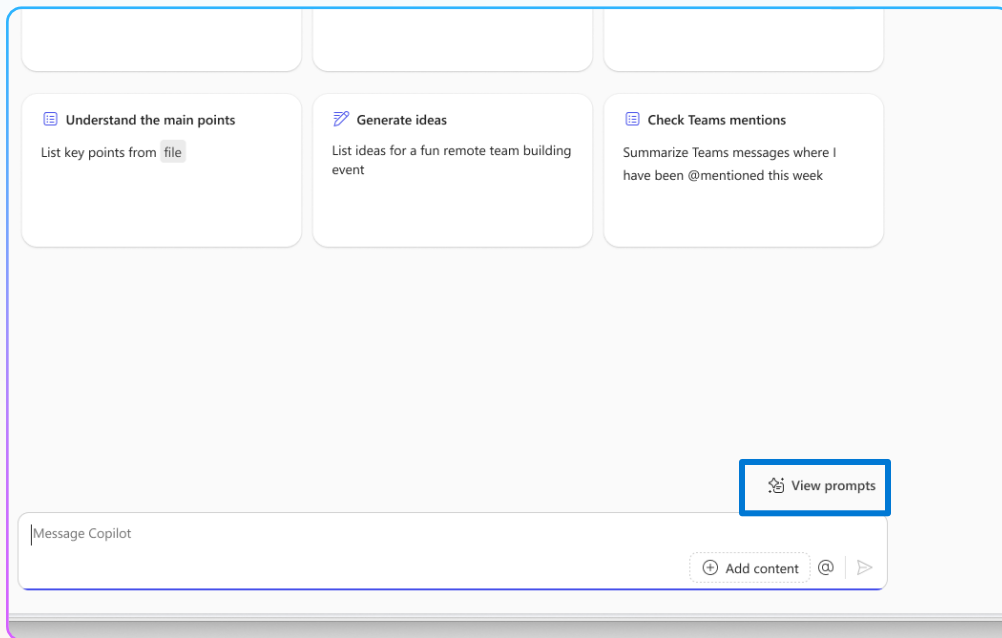 Understand the main points
List key points from file
Generate ideas
List ideas for a fun remote team building
event
Check Teams mentions
Summarize Teams messages where I
have been @mentioned this week
View prompts
Message Copilot
Add content
@